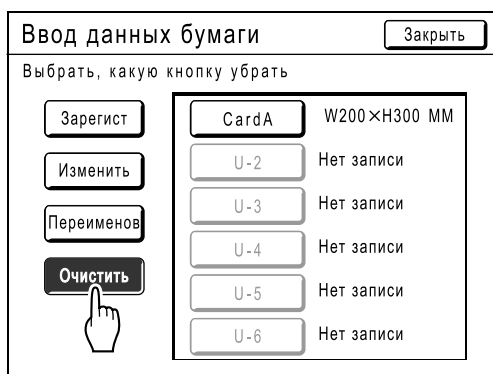 Ввод данных бумаги Закрыть
Выбрать, какую кнопку убрать
Зарегист CardA W200×H300 MM
Изменить U-2 Нет записи
U-3 Нет записи
Переименов U-4 Нет записи
Очистить U-5 Нет записи
U-6 Нет записи